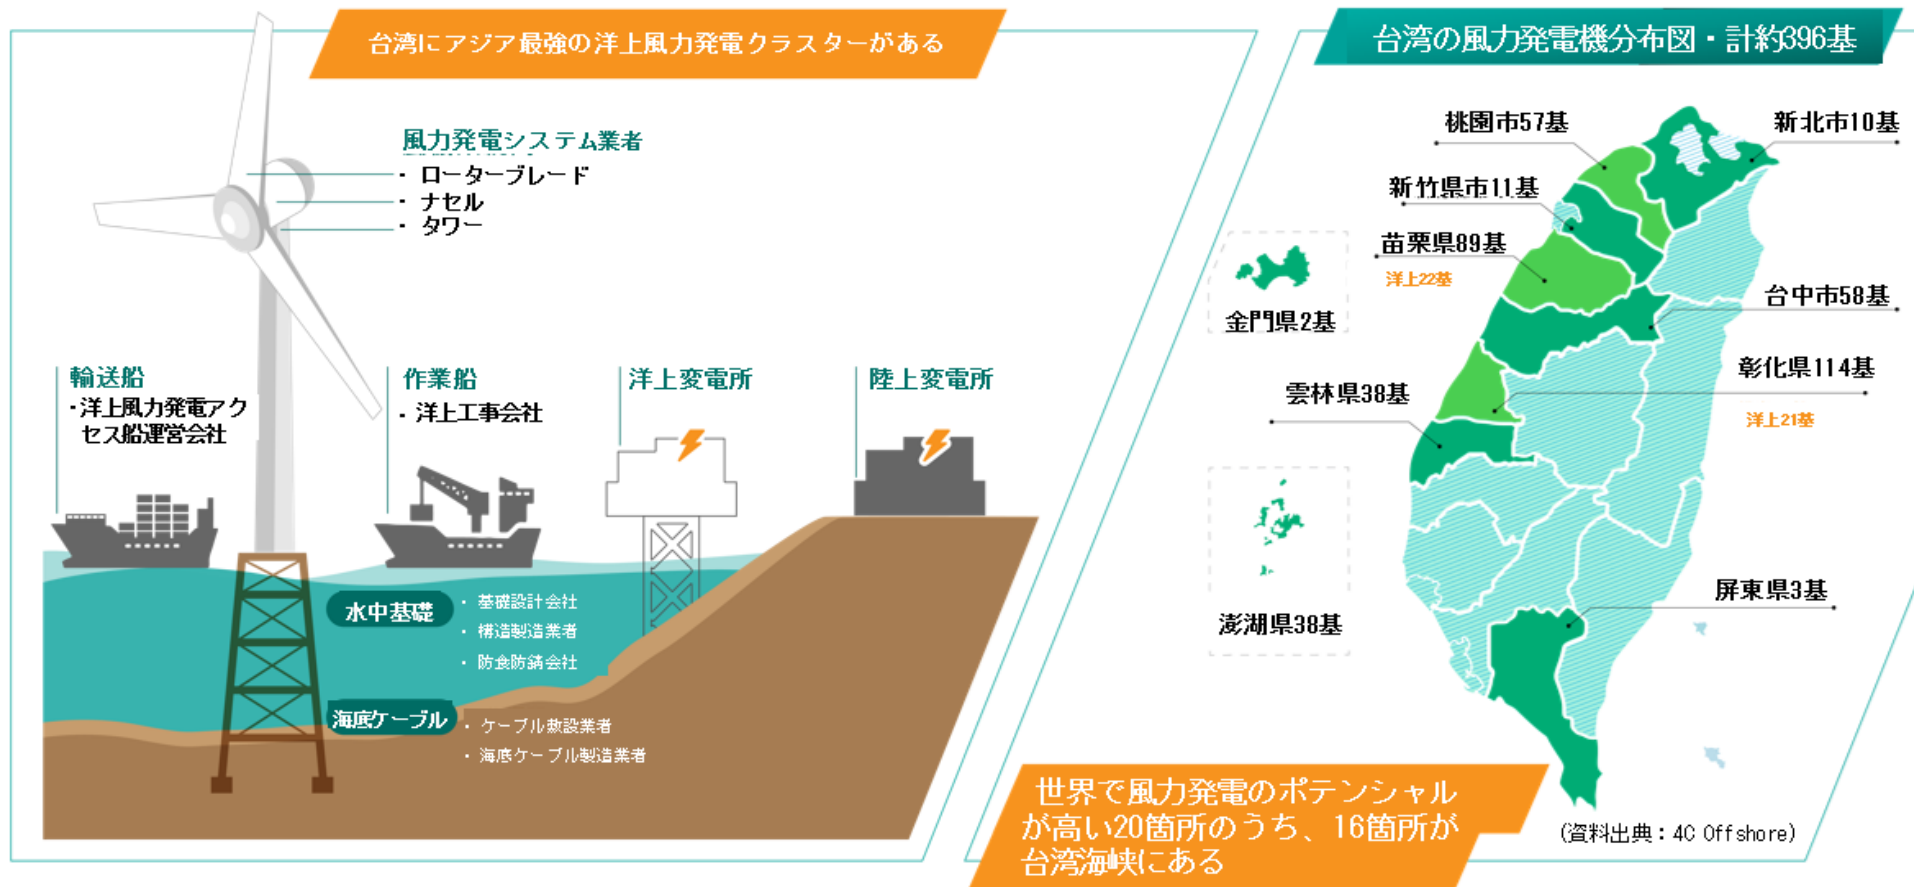 台湾にアジア最強の洋上風力発電クラスターがある
風力発電システム業者
・ ローターブレード
・ ナセル
・ タワー
輸送船
・洋上風力発電アク
セス船運営会社
作業船
・ 洋上工事会社
洋上変電所
陸上変電所
水中基礎
・ 基礎設計会社
・ 構造製造業者
・ 防食防錆会社
海底ケーブル
・ ケーブル敷設業者
・ 海底ケーブル製造業者
台湾の風力発電機分布図・計約396基
桃園市57基
新北市10基
新竹県市11基
苗栗県89基
洋上22基
金門県2基
台中市58基
彰化県114基
洋上21基
雲林県38基
澎湖県38基
屏東県3基
世界で風力発電のポテンシャル
が高い20箇所のうち、16箇所が
台湾海峡にある
(資料出典：4C Offshore)